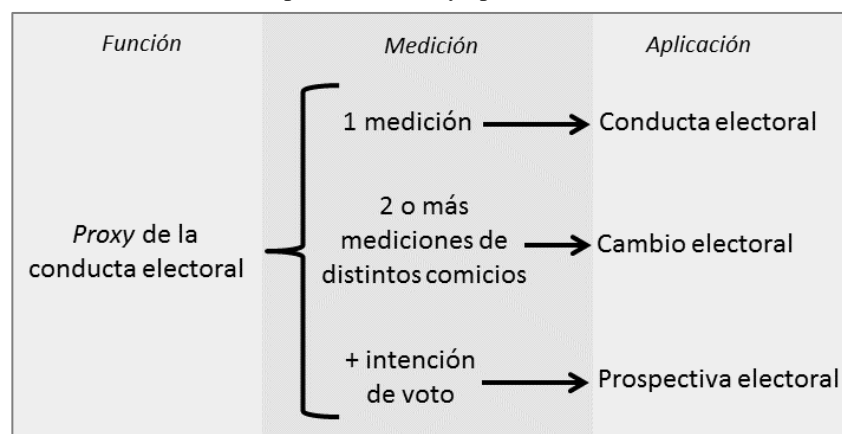 Función
Medición
Aplicación
1 medición
Conducta electoral
Proxy de la
conducta electoral
2 o más
mediciones de
distintos comicios
Cambio electoral
+ intención
de voto
Prospectiva electoral